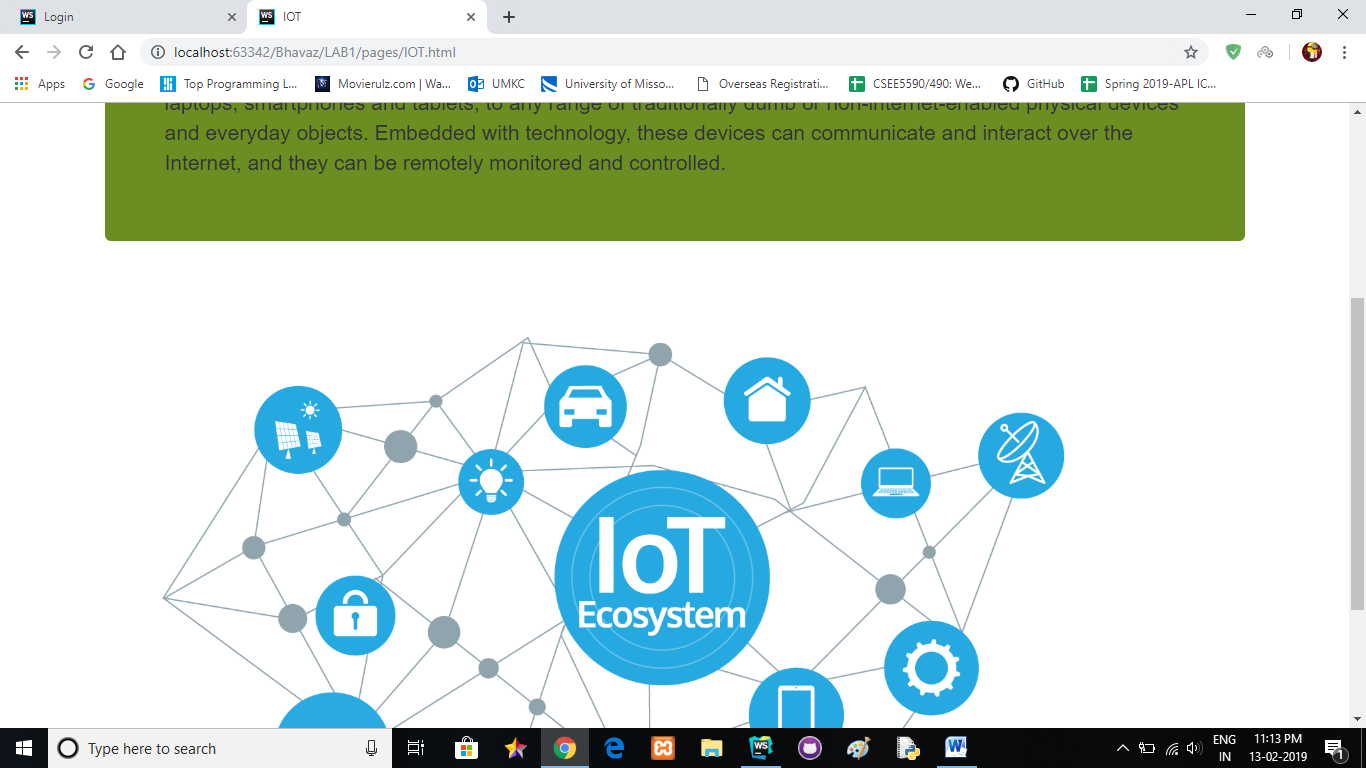 Login
IOT
localhost:63342/Bhavaz/LAB1/pages/IOT.html
Apps
Google
Top Programming L...
Movierulz.com | Wa...
UMKC
University of Misso...
Overseas Registrati...
CSEE5590/490: We...
GitHub
Spring 2019-APL IC...
laptops, smartphones and tablets, to any range of traditionally dumb or non-internet-enabled physical devices
and everyday objects. Embedded with technology, these devices can communicate and interact over the
Internet, and they can be remotely monitored and controlled.
IoT
Ecosystem
Type here to search
WS
ENG
IN
11:13 PM
13-02-2019
1